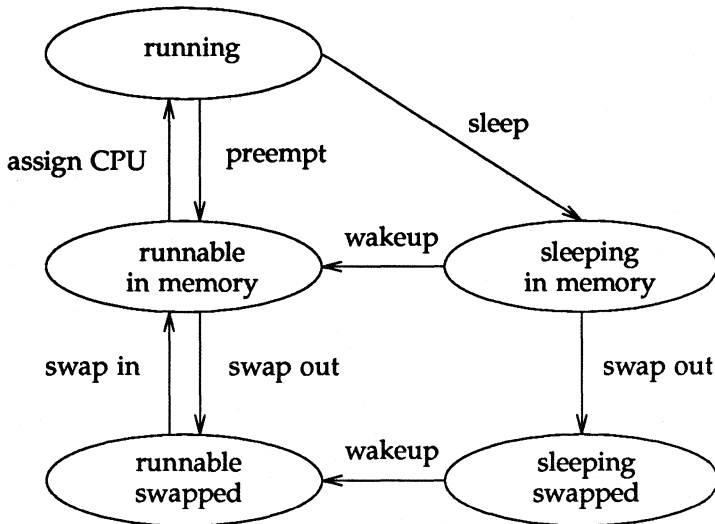 running
sleep
assign CPU
preempt
runnable
in memory
wakeup
sleeping
in memory
swap in
swap out
swap out
runnable
swapped
wakeup
sleeping
swapped